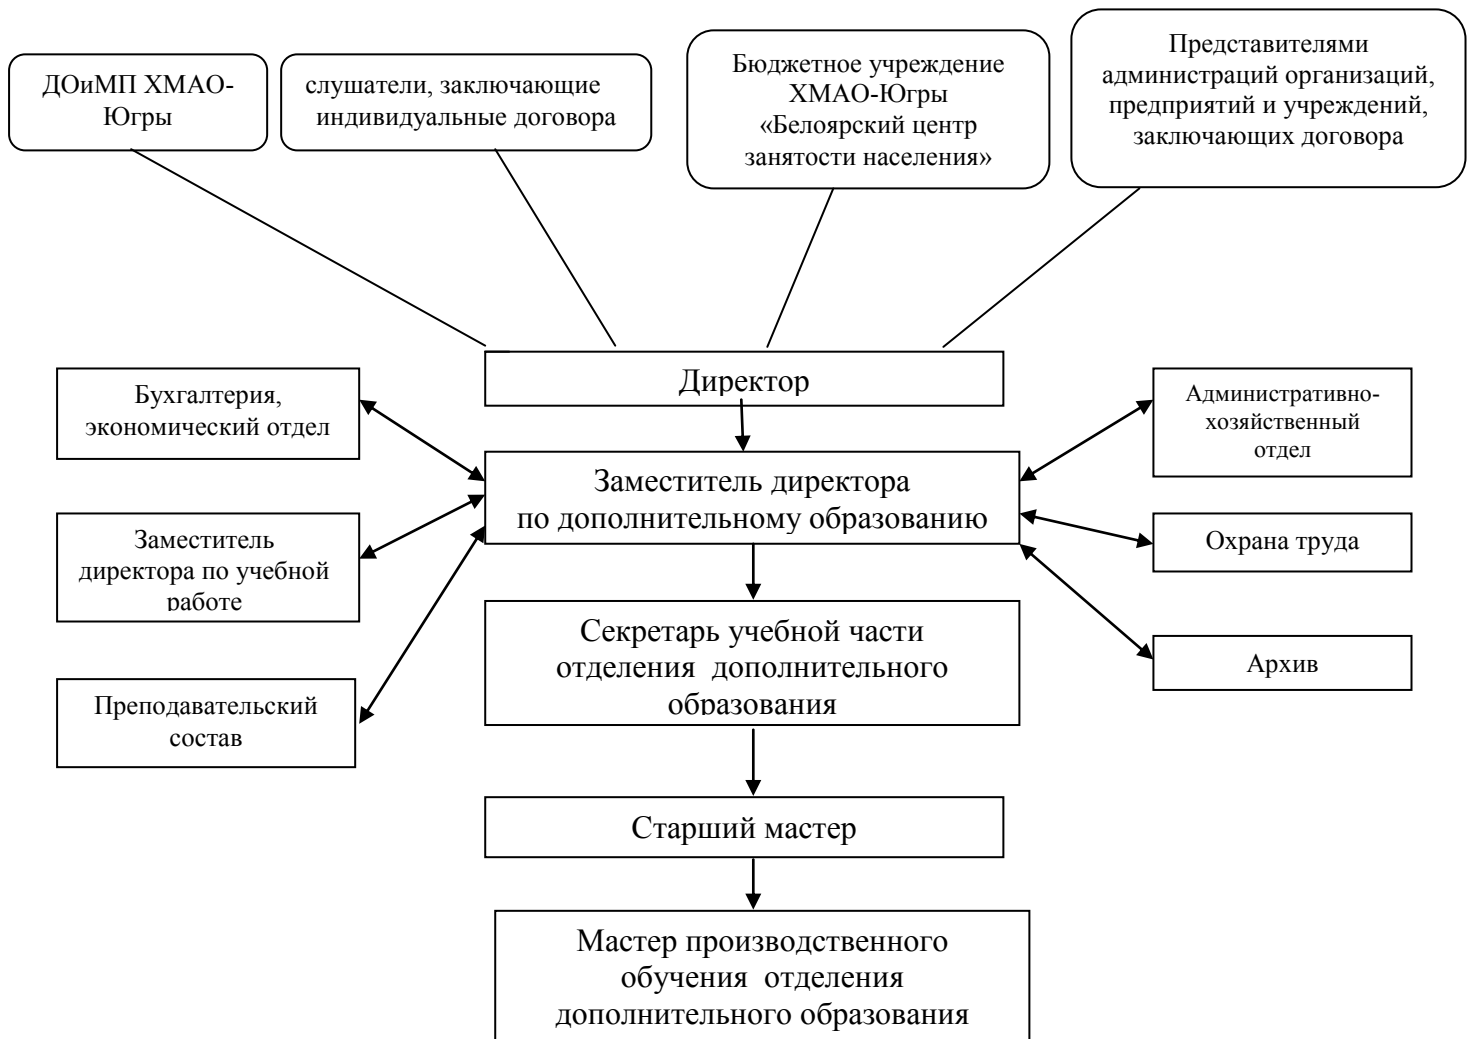 ДОиМП ХМАО-
Югры
слушатели, заключающие
индивидуальные договора
Бюджетное учреждение
ХМАО-Югры
«Белоярский центр
занятости населения»
Представителями
администраций организаций,
предприятий и учреждений,
заключающих договора
Директор
Бухгалтерия,
экономический отдел
Административно-
хозяйственный
отдел
Заместитель директора
по дополнительному образованию
Заместитель
директора по учебной
работе
Охрана труда
Секретарь учебной части
отделения дополнительного
образования
Архив
Преподавательский
состав
Старший мастер
Мастер производственного
обучения отделения
дополнительного образования